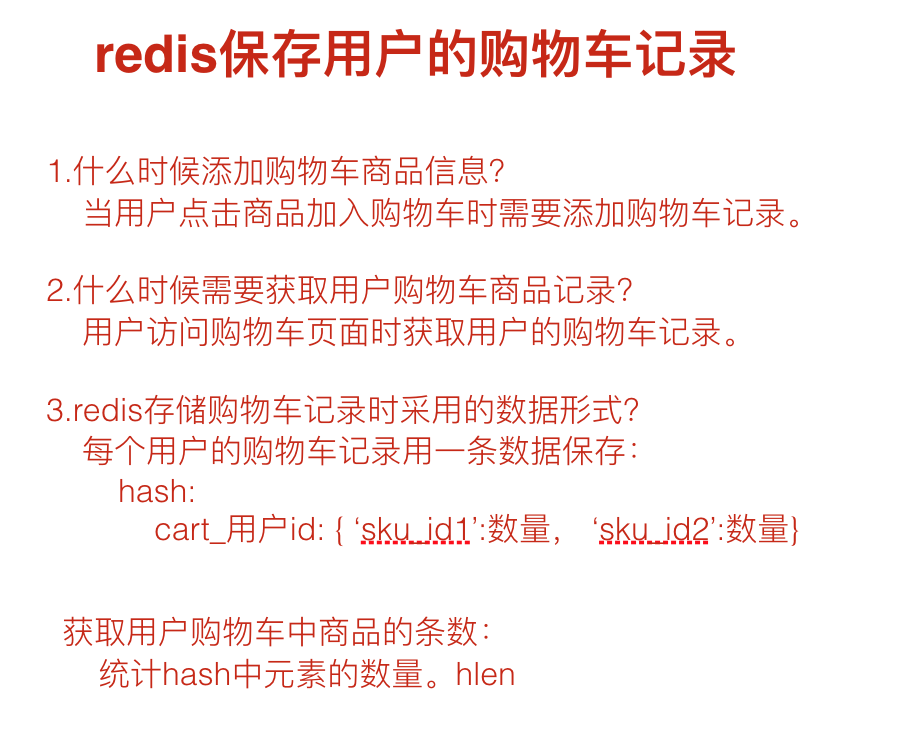 redis保存用户的购物车记录
1.什么时候添加购物车商品信息?
当用户点击商品加入购物车时需要添加购物车记录。
2.什么时候需要获取用户购物车商品记录?
用户访问购物车页面时获取用户的购物车记录。
3.redis存储购物车记录时采用的数据形式?
每个用户的购物车记录用一条数据保存：
hash:
cart_用户id: { ‘sku_id1’:数量， ‘sku_id2’:数量}
获取用户购物车中商品的条数：
统计hash中元素的数量。hlen